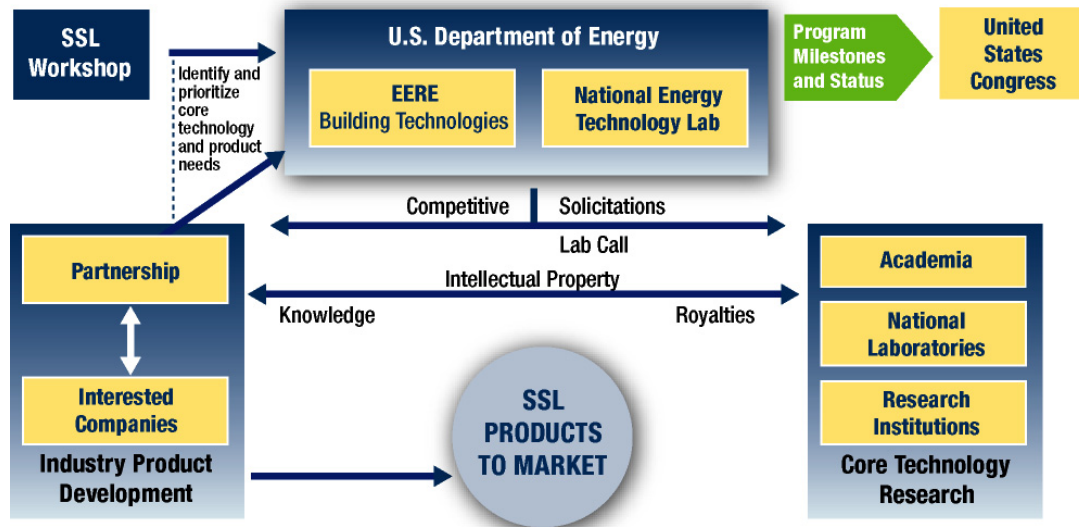 SSL
Workshop
Identify and
prioritize
core
technology
and product
needs
U.S. Department of Energy
EERE
Building Technologies
National Energy
Technology Lab
Program
Milestones
and Status
United
States
Congress
Competitive
Solicitations
Lab Call
Intellectual Property
Knowledge
Royalties
Partnership
Interested
Companies
Industry Product
Development
SSL
PRODUCTS
TO MARKET
Academia
National
Laboratories
Research
Institutions
Core Technology
Research